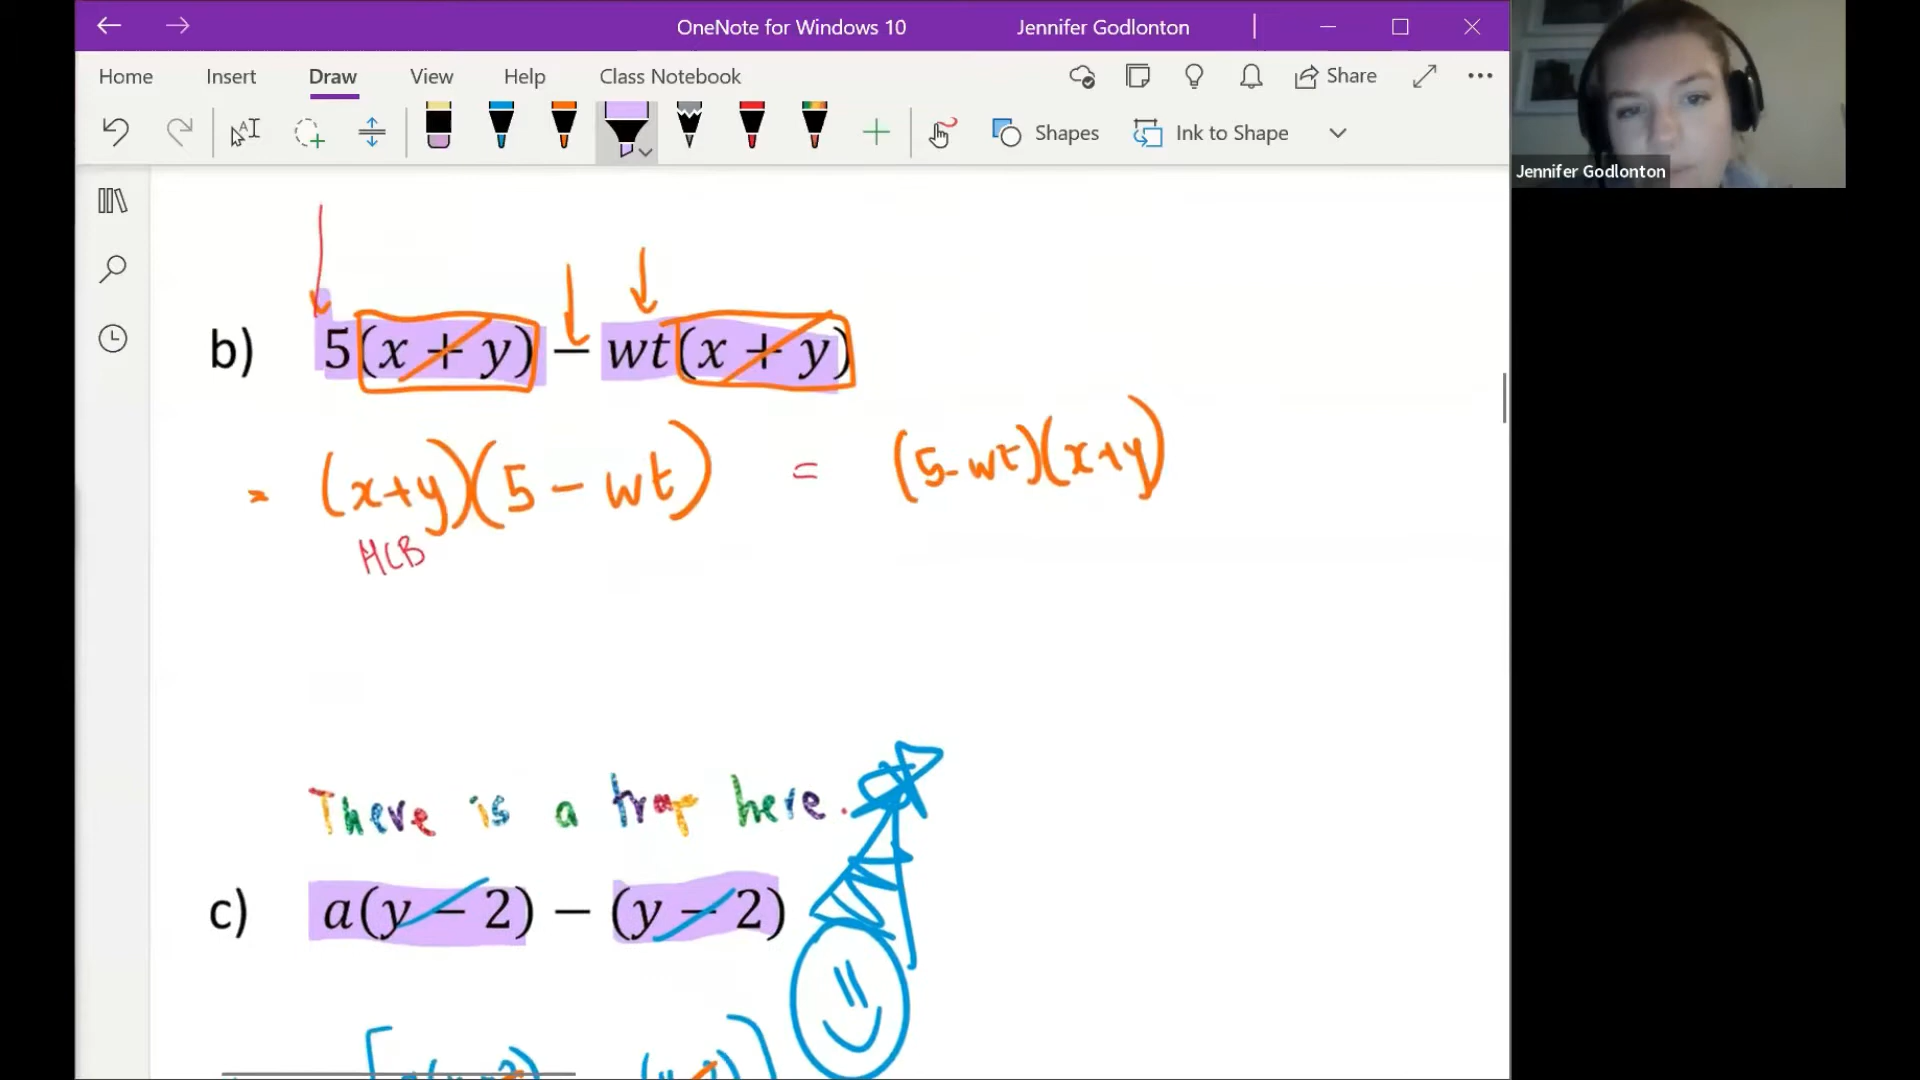 OneNote for Windows 10 Jennifer Godlonton
Home Insert Draw View Help Class Notebook Share
Shapes Ink to Shape
Jennifer Godlonton
b) 5(x + y) − wt(x + y)
= (x+y)(5 − wt) = (5-wt)(x+y)
HCB
There is a trap here.
c) a(y − 2) − (y − 2)